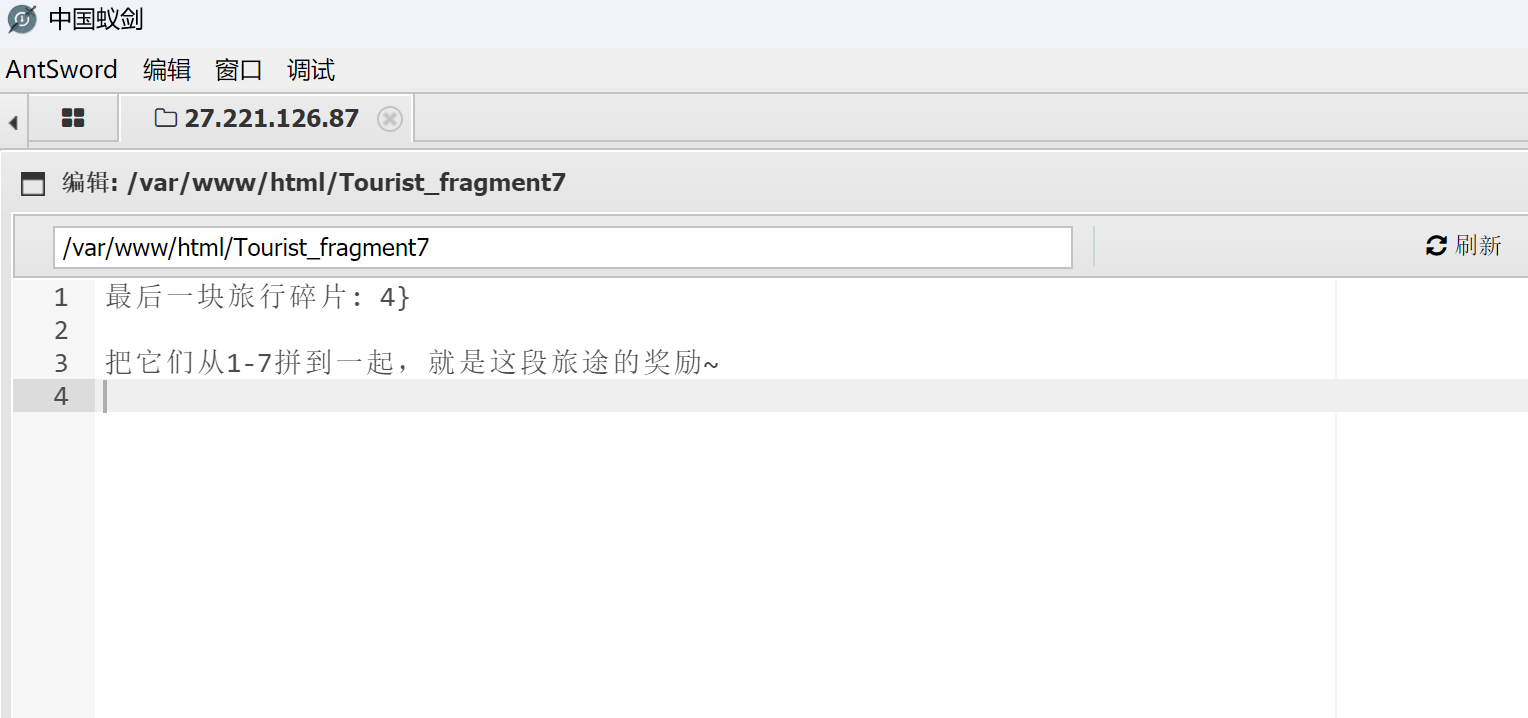 中国蚁剑
AntSword 编辑 窗口 调试
27.221.126.87
编辑: /var/www/html/Tourist_fragment7
/var/www/html/Tourist_fragment7 刷新
1 最后一块旅行碎片: 4}
2
3 把它们从1-7拼到一起，就是这段旅途的奖励~
4